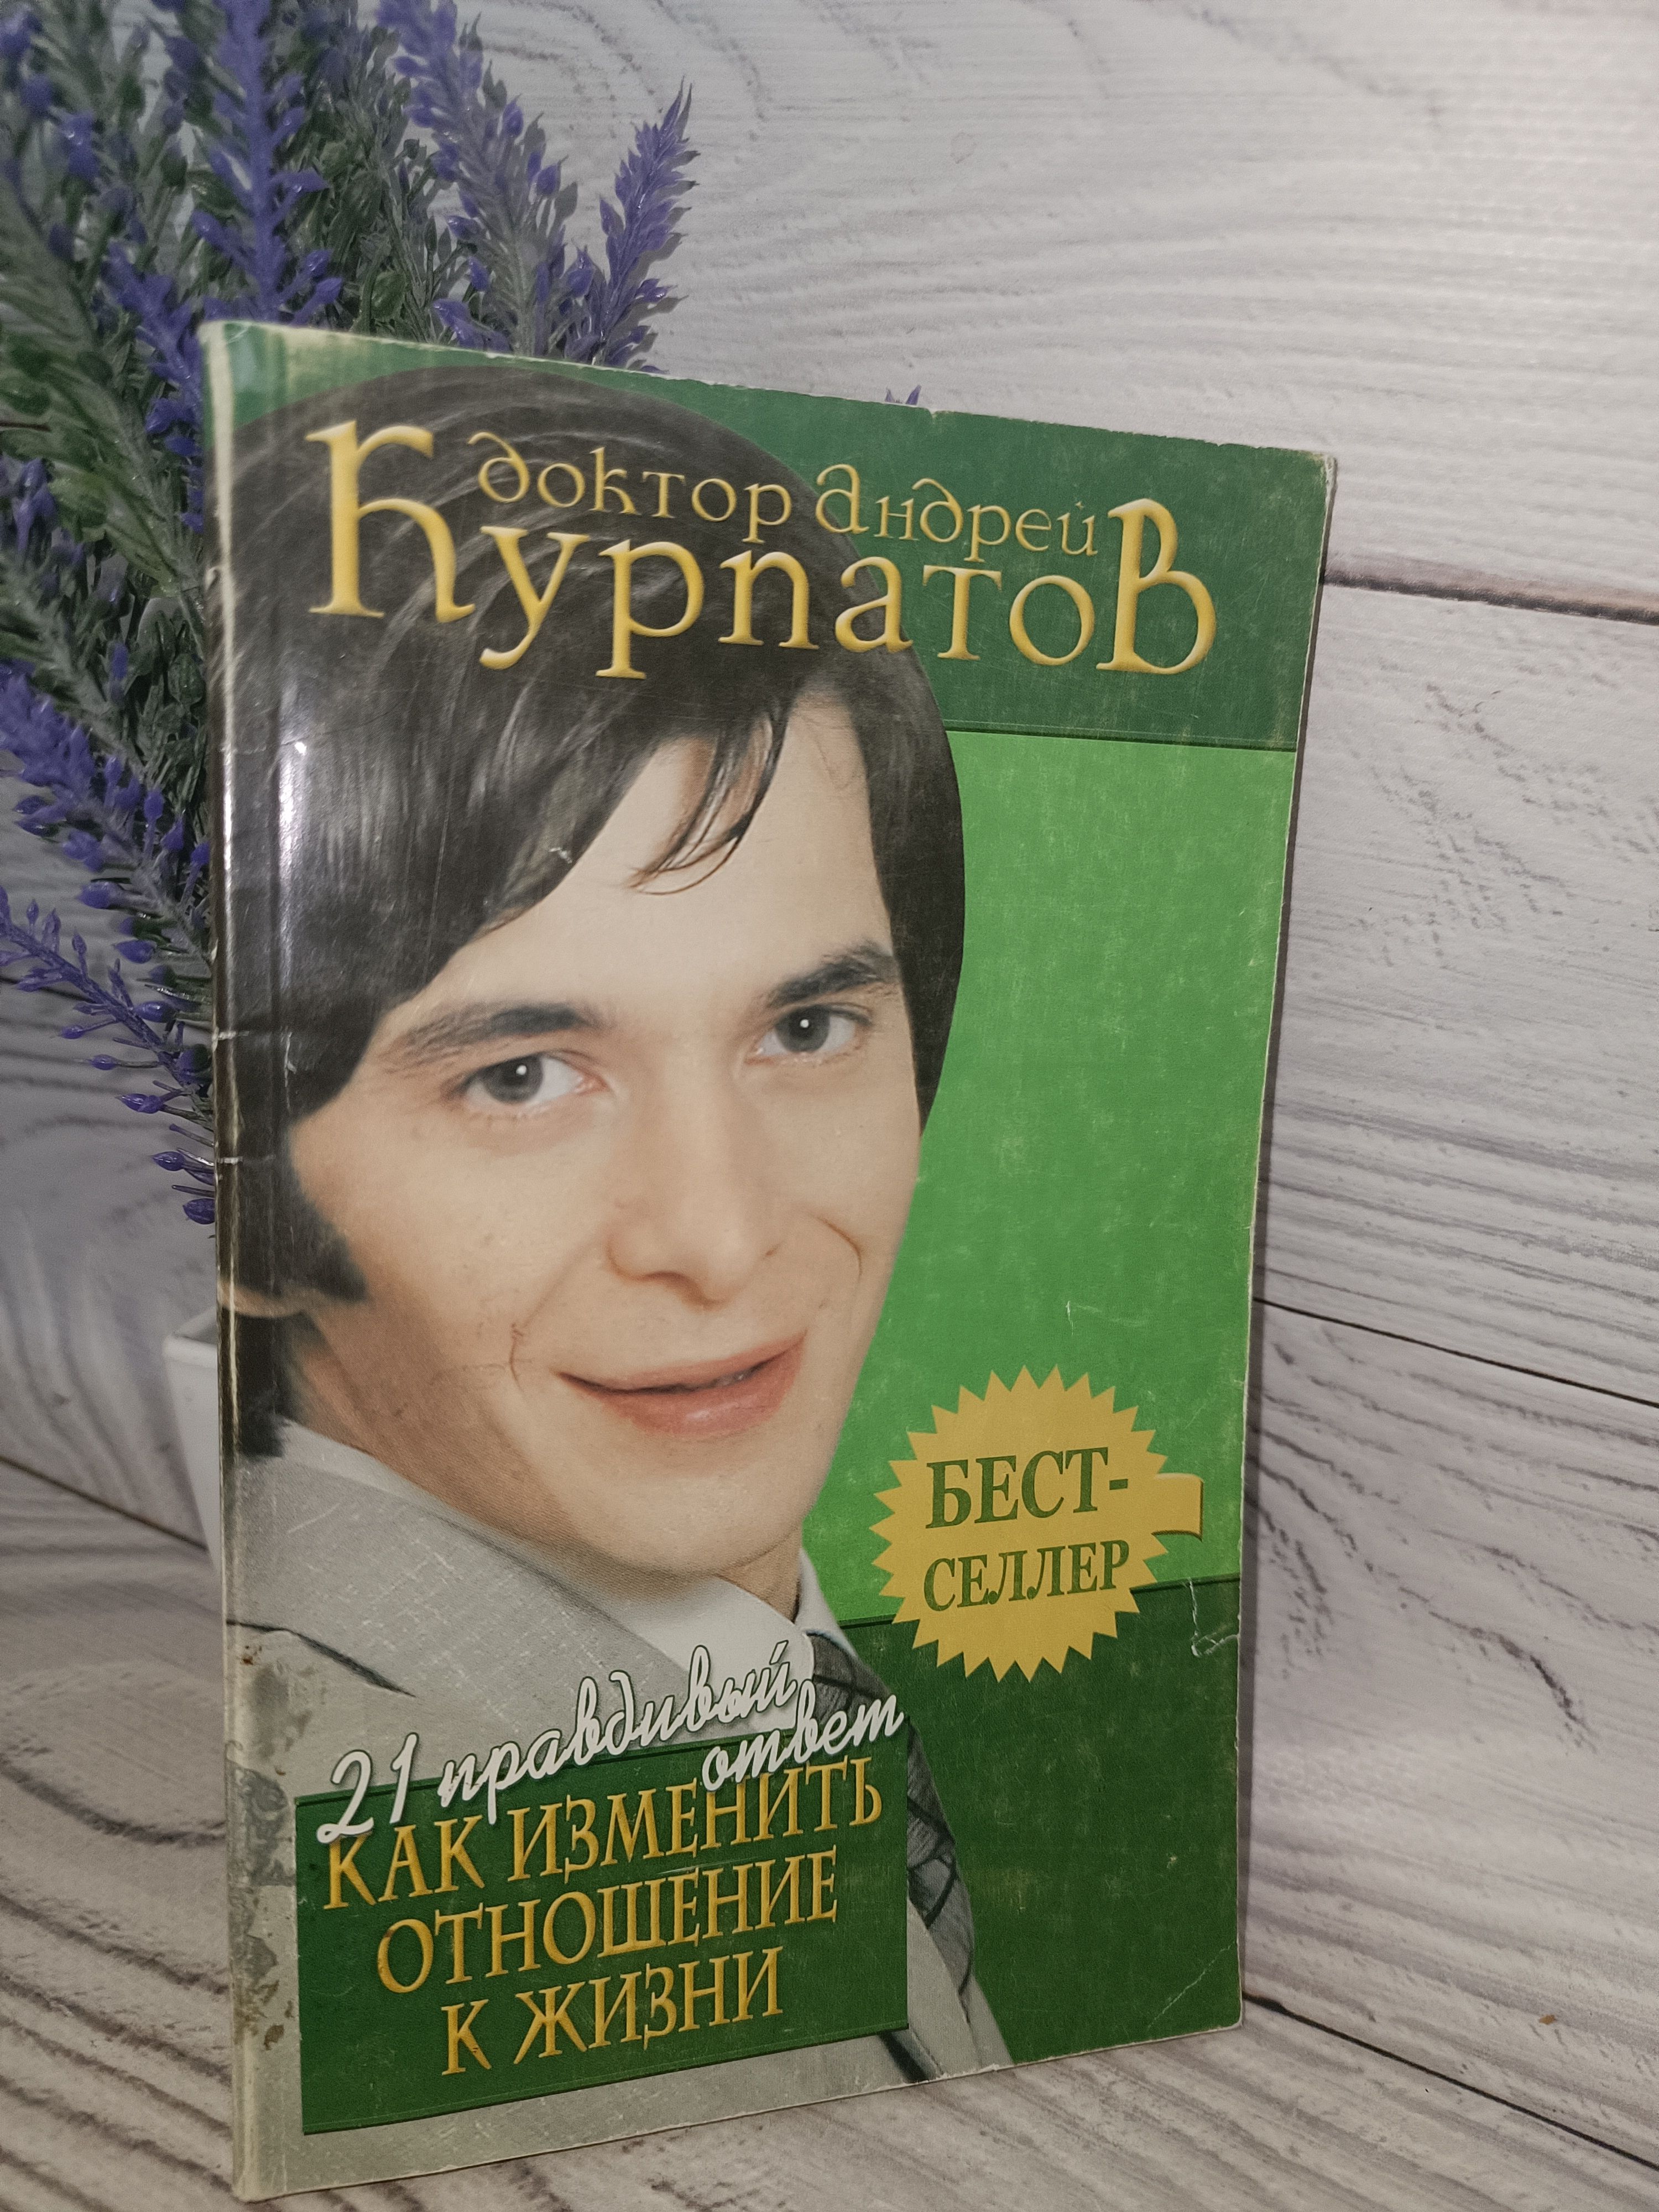 доктор Андрей
Курпатов
БЕСТ-
СЕЛЛЕР
21 правдивый
ответ
КАК ИЗМЕНИТЬ
ОТНОШЕНИЕ
К ЖИЗНИ